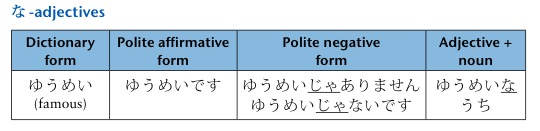 な-adjectives
Dictionary form
Polite affirmative form
Polite negative form
Adjective + noun
ゆうめい
(famous)
ゆうめいです
ゆうめいじゃありません
ゆうめいじゃないです
ゆうめいな
うち